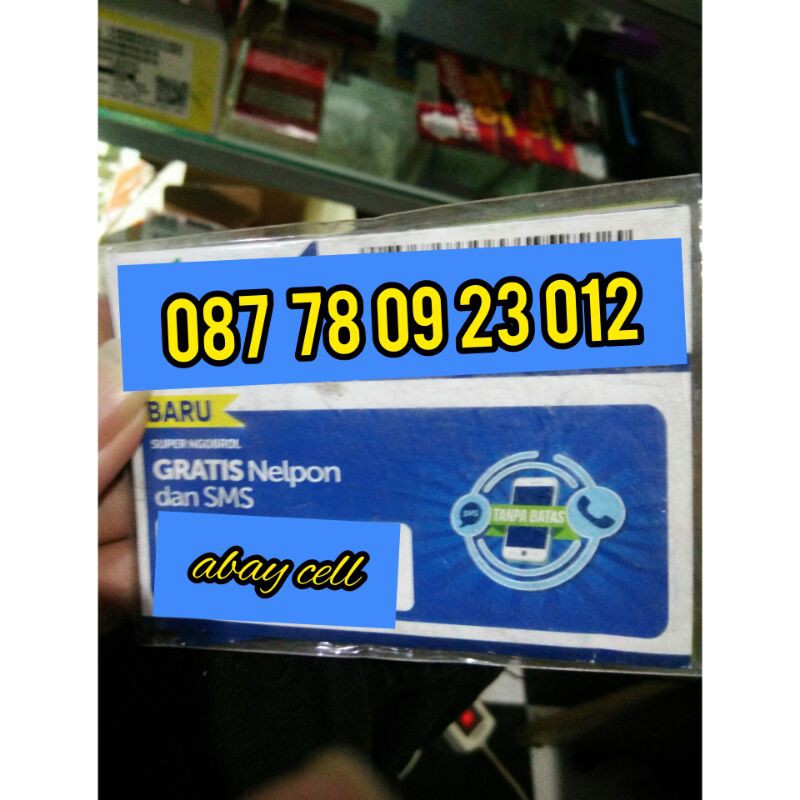 087 78 09 23 012
BARU
SUPER NGOBROL
GRATIS Nelpon
dan SMS
SMS
TANPA BATAS
abay cell